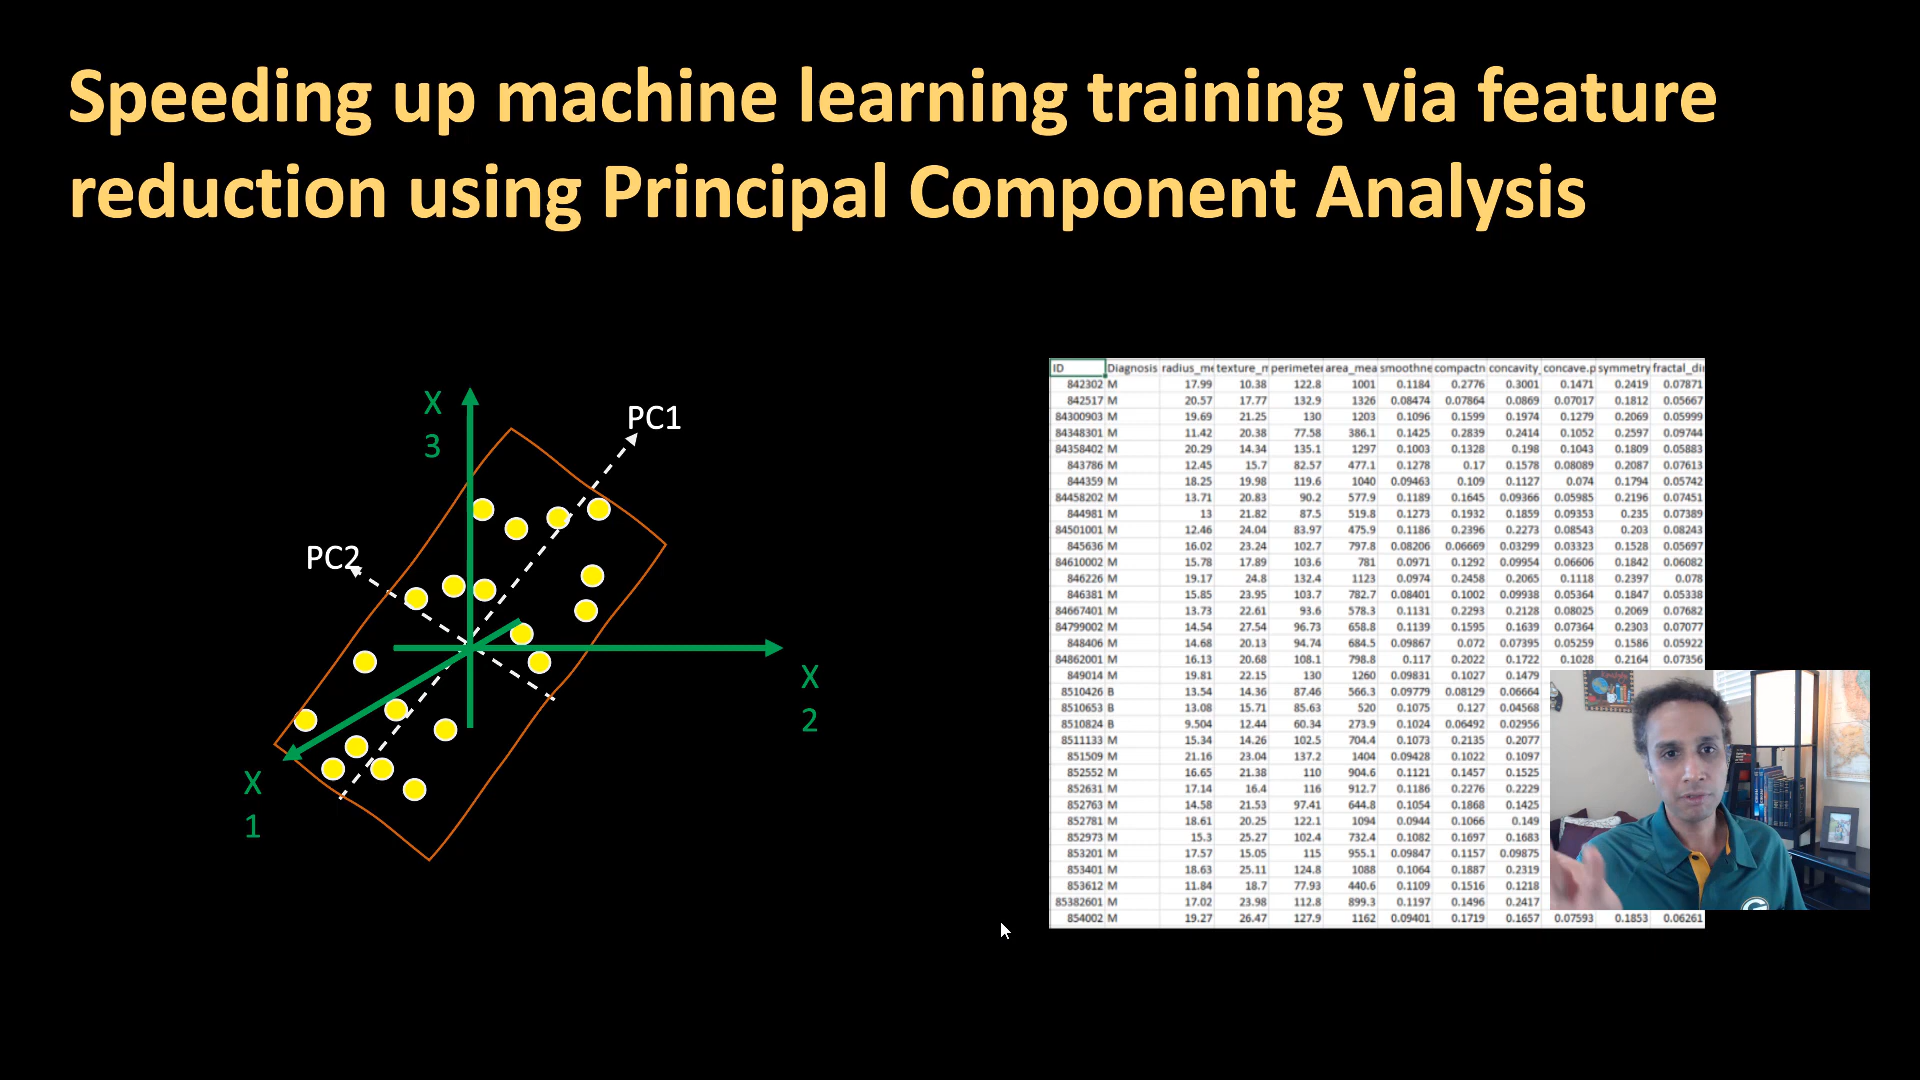 Speeding up machine learning training via feature
reduction using Principal Component Analysis
X
3
PC1
PC2
X
2
X
1
ID Diagnosis radius_me texture_m perimeter area_mea smoothne compactn concavity_ concave.p symmetry fractal_di
842302 M 17.99 10.38 122.8 1001 0.1184 0.2776 0.3001 0.1471 0.2419 0.07871
842517 M 20.57 17.77 132.9 1326 0.08474 0.07864 0.0869 0.07017 0.1812 0.05667
84300903 M 19.69 21.25 130 1203 0.1096 0.1599 0.1974 0.1279 0.2069 0.05999
84348301 M 11.42 20.38 77.58 386.1 0.1425 0.2839 0.2414 0.1052 0.2597 0.09744
84358402 M 20.29 14.34 135.1 1297 0.1003 0.1328 0.198 0.1043 0.1809 0.05883
843786 M 12.45 15.7 82.57 477.1 0.1278 0.17 0.1578 0.08089 0.2087 0.07613
844359 M 18.25 19.98 119.6 1040 0.09463 0.109 0.1127 0.074 0.1794 0.05742
84458202 M 13.71 20.83 90.2 577.9 0.1189 0.1645 0.09366 0.05985 0.2196 0.07451
844981 M 13 21.82 87.5 519.8 0.1273 0.1932 0.1859 0.09353 0.235 0.07389
84501001 M 12.46 24.04 83.97 475.9 0.1186 0.2396 0.2273 0.08543 0.203 0.08243
845636 M 16.02 23.24 102.7 797.8 0.08206 0.06669 0.03299 0.03323 0.1528 0.05697
84610002 M 15.78 17.89 103.6 781 0.0971 0.1292 0.09954 0.06606 0.1842 0.06082
846226 M 19.17 24.8 132.4 1123 0.0974 0.2458 0.2065 0.1118 0.2397 0.078
846381 M 15.85 23.95 103.7 782.7 0.08401 0.1002 0.09938 0.05364 0.1847 0.05338
84667401 M 13.73 22.61 93.6 578.3 0.1131 0.2293 0.2128 0.08025 0.2069 0.07682
84799002 M 14.54 27.54 96.73 658.8 0.1139 0.1595 0.1639 0.07364 0.2303 0.07077
848406 M 14.68 20.13 94.74 684.5 0.09867 0.072 0.07395 0.05259 0.1586 0.05922
84862001 M 16.13 20.68 108.1 798.8 0.117 0.2022 0.1722 0.1028 0.2164 0.07356
849014 M 19.81 22.15 130 1260 0.09831 0.1027 0.1479
8510426 B 13.54 14.36 87.46 566.3 0.09779 0.08129 0.06664
8510653 B 13.08 15.71 85.63 520 0.1075 0.127 0.04568
8510824 B 9.504 12.44 60.34 273.9 0.1024 0.06492 0.02956
8511133 M 15.34 14.26 102.5 704.4 0.1073 0.2135 0.2077
851509 M 21.16 23.04 137.2 1404 0.09428 0.1022 0.1097
852552 M 16.65 21.38 110 904.6 0.1121 0.1457 0.1525
852631 M 17.14 16.4 116 912.7 0.1186 0.2276 0.2229
852763 M 14.58 21.53 97.41 644.8 0.1054 0.1868 0.1425
852781 M 18.61 20.25 122.1 1094 0.0944 0.1066 0.149
852973 M 15.3 25.27 102.4 732.4 0.1082 0.1697 0.1683
853201 M 17.57 15.05 115 955.1 0.09847 0.1157 0.09875
853401 M 18.63 25.11 124.8 1088 0.1064 0.1887 0.2319
853612 M 11.84 18.7 77.93 440.6 0.1109 0.1516 0.1218
85382601 M 17.02 23.98 112.8 899.3 0.1197 0.1496 0.2417
854002 M 19.27 26.47 127.9 1162 0.09401 0.1719 0.1657 0.07593 0.1853 0.06261